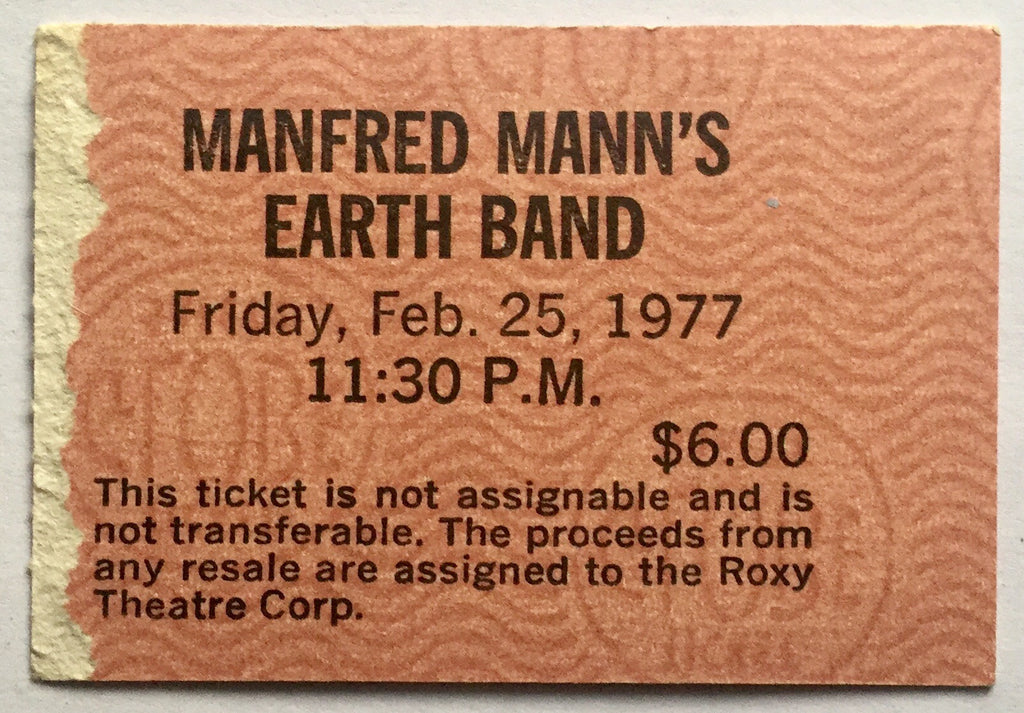 MANFRED MANN'S
EARTH BAND
Friday, Feb. 25, 1977
11:30 P.M.
$6.00
This ticket is not assignable and is
not transferable. The proceeds from
any resale are assigned to the Roxy
Theatre Corp.